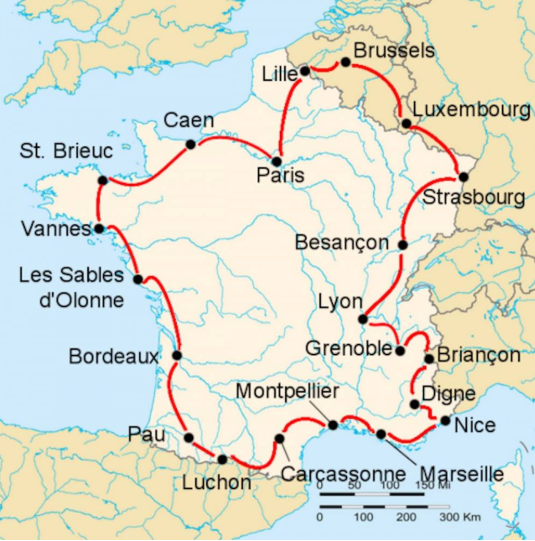 Brussels
Lille
Luxembourg
Caen
St. Brieuc
Paris
Strasbourg
Vannes
Besançon
Les Sables
d'Olonne
Lyon
Grenoble
Briançon
Bordeaux
Montpellier
Digne
Nice
Pau
Carcassonne
Marseille
Luchon
0 50 100 150 Mi
0 100 200 300 Km